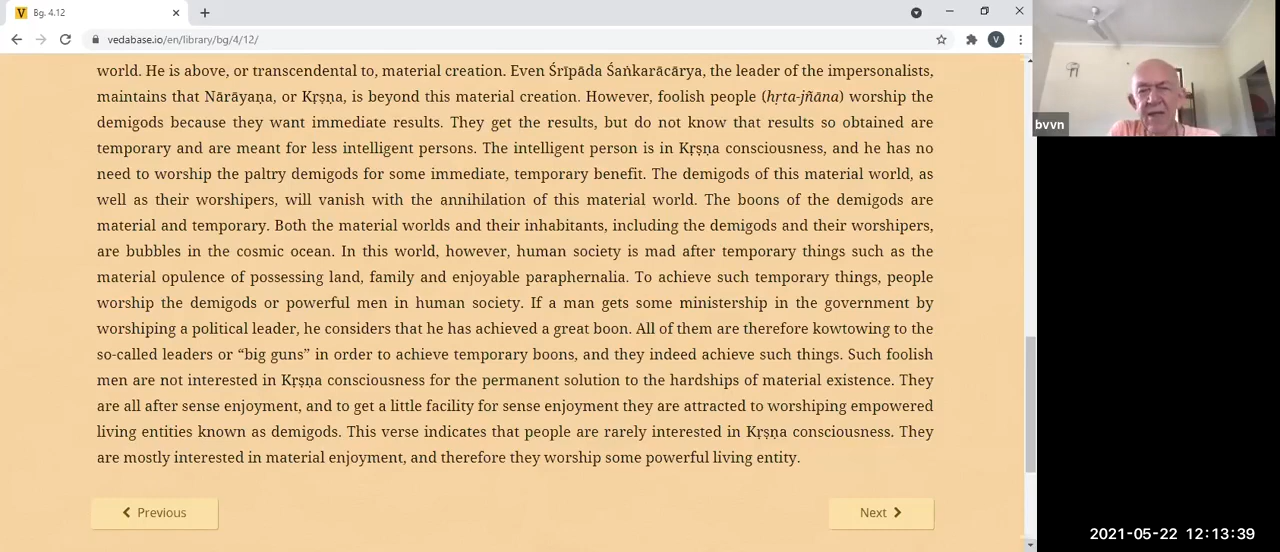 Bg. 4.12
vedabase.io/en/library/bg/4/12/
V
world. He is above, or transcendental to, material creation. Even Śrīpāda Śaṅkarācārya, the leader of the impersonalists,
maintains that Nārāyaṇa, or Kṛṣṇa, is beyond this material creation. However, foolish people (hṛta-jñāna) worship the
demigods because they want immediate results. They get the results, but do not know that results so obtained are
temporary and are meant for less intelligent persons. The intelligent person is in Kṛṣṇa consciousness, and he has no
need to worship the paltry demigods for some immediate, temporary benefit. The demigods of this material world, as
well as their worshipers, will vanish with the annihilation of this material world. The boons of the demigods are
material and temporary. Both the material worlds and their inhabitants, including the demigods and their worshipers,
are bubbles in the cosmic ocean. In this world, however, human society is mad after temporary things such as the
material opulence of possessing land, family and enjoyable paraphernalia. To achieve such temporary things, people
worship the demigods or powerful men in human society. If a man gets some ministership in the government by
worshiping a political leader, he considers that he has achieved a great boon. All of them are therefore kowtowing to the
so-called leaders or “big guns” in order to achieve temporary boons, and they indeed achieve such things. Such foolish
men are not interested in Kṛṣṇa consciousness for the permanent solution to the hardships of material existence. They
are all after sense enjoyment, and to get a little facility for sense enjoyment they are attracted to worshiping empowered
living entities known as demigods. This verse indicates that people are rarely interested in Kṛṣṇa consciousness. They
are mostly interested in material enjoyment, and therefore they worship some powerful living entity.
Previous
Next
bvvn
2021-05-22 12:13:39